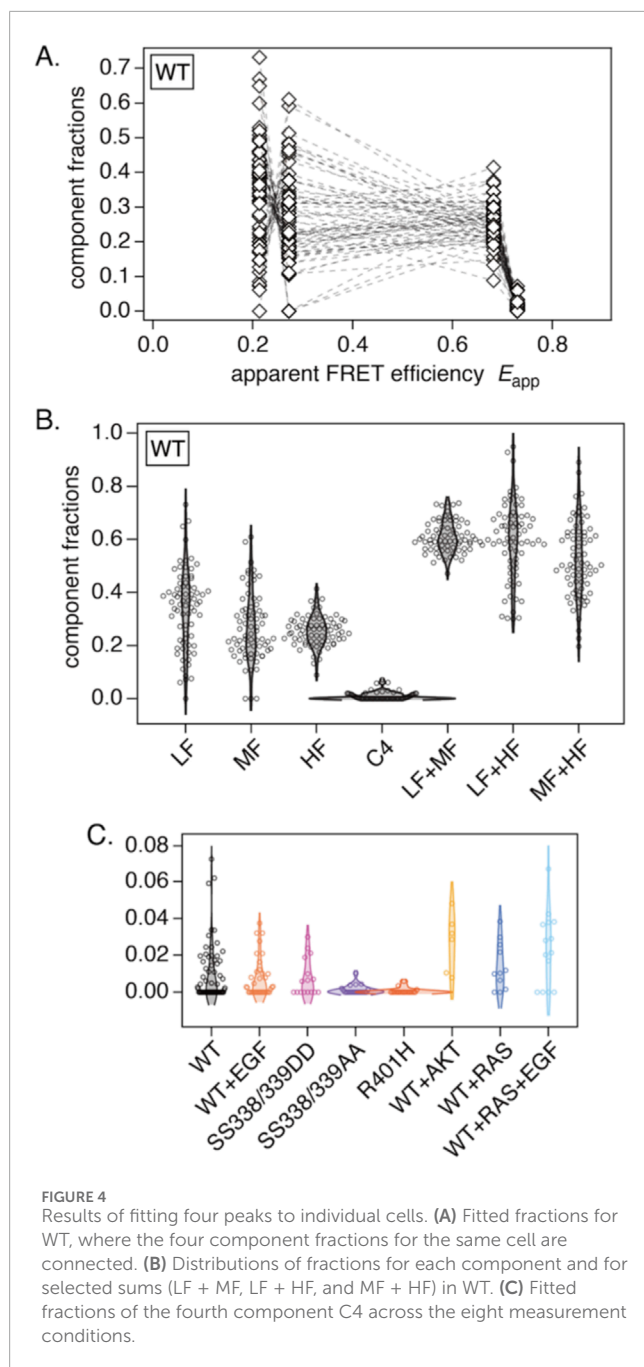 A.
WT
0.7
0.6
0.5
0.4
0.3
0.2
0.1
0.0
component fractions
0.0 0.2 0.4 0.6 0.8
apparent FRET efficiency Eapp
B.
WT
1.0
0.8
0.6
0.4
0.2
0.0
component fractions
LF MF HF C4 LF+MF LF+HF MF+HF
C.
0.08
0.06
0.04
0.02
0.00
WT WT+EGF SS338/339DD SS338/339AA R401H WT+AKT WT+RAS WT+RAS+EGF
FIGURE 4
Results of fitting four peaks to individual cells. (A) Fitted fractions for
WT, where the four component fractions for the same cell are
connected. (B) Distributions of fractions for each component and for
selected sums (LF + MF, LF + HF, and MF + HF) in WT. (C) Fitted
fractions of the fourth component C4 across the eight measurement
conditions.